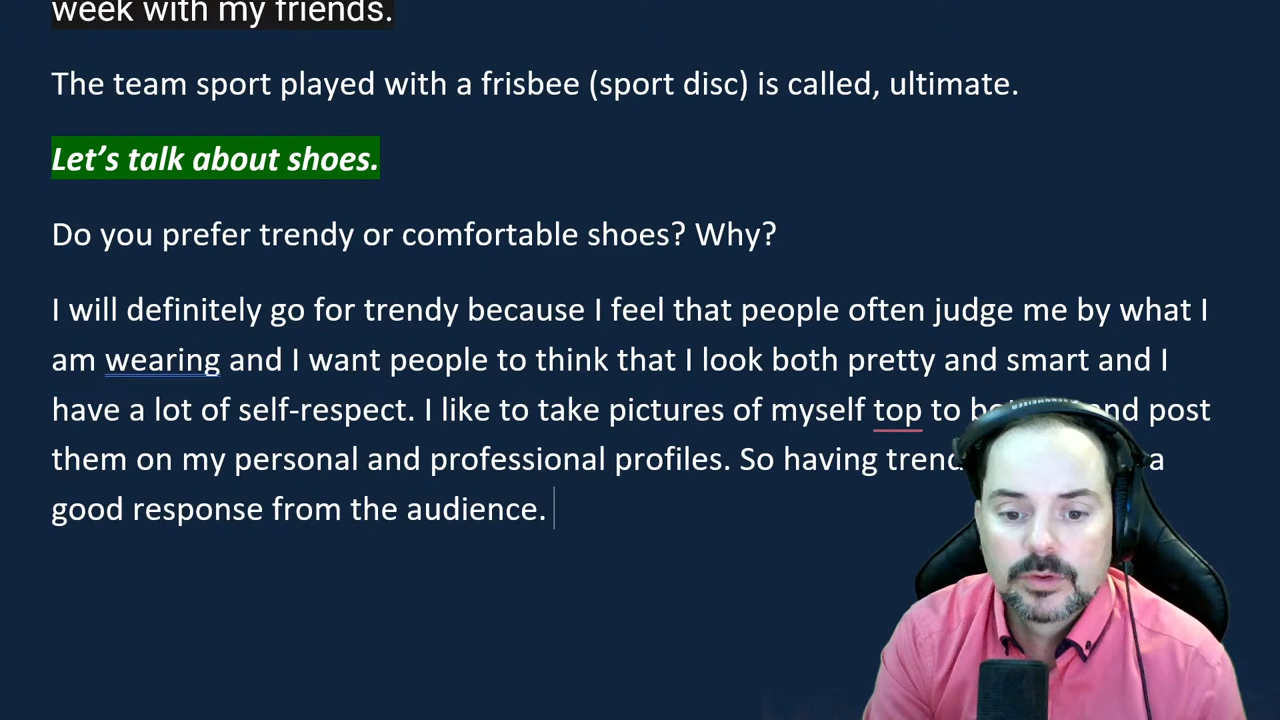 week with my friends.
The team sport played with a frisbee (sport disc) is called, ultimate.
Let’s talk about shoes.
Do you prefer trendy or comfortable shoes? Why?
I will definitely go for trendy because I feel that people often judge me by what I
am wearing and I want people to think that I look both pretty and smart and I
have a lot of self-respect. I like to take pictures of myself top to and post
them on my personal and professional profiles. So having a
good response from the audience.